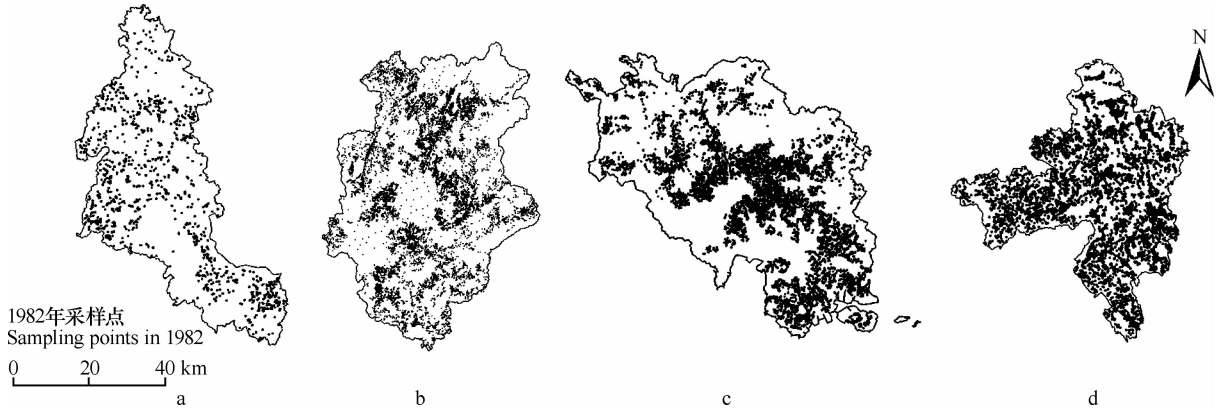 N
1982年采样点
Sampling points in 1982
0 20 40 km
a b c d